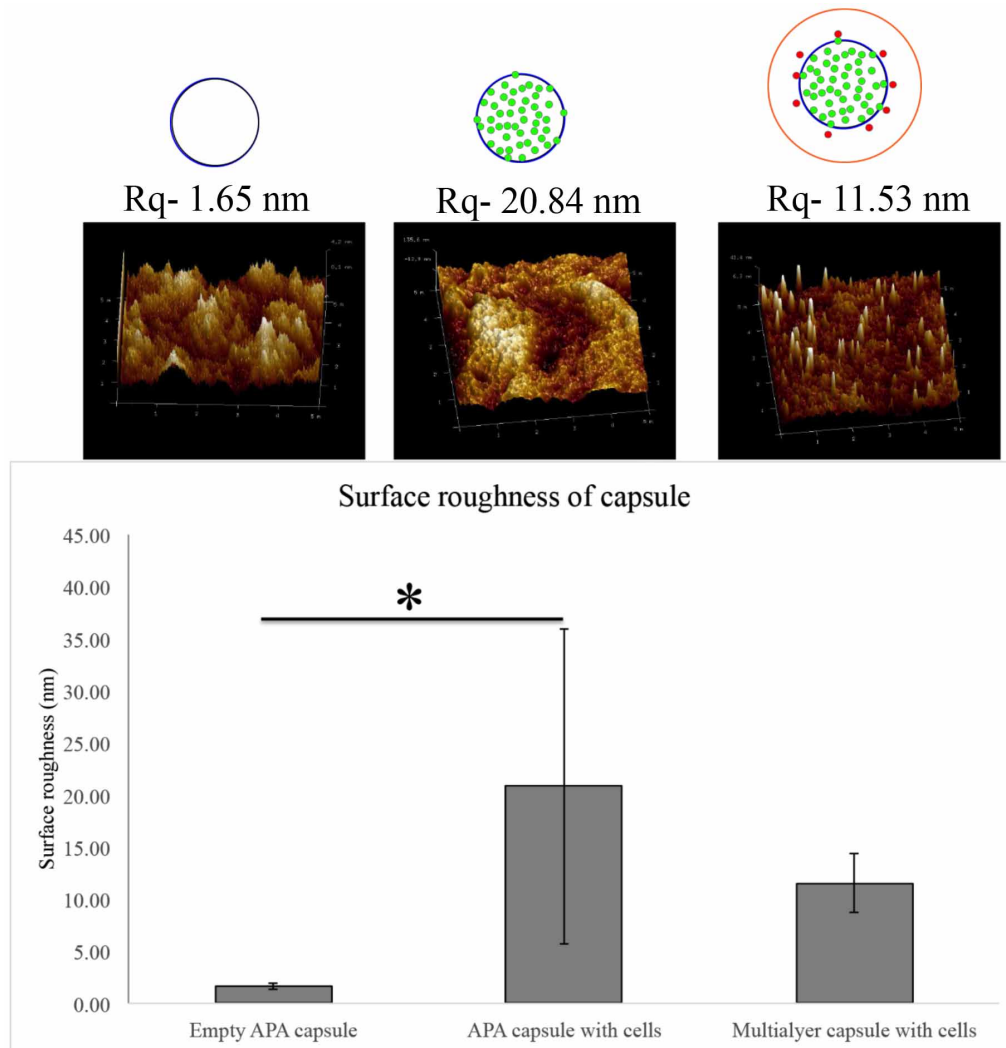 Rq- 1.65 nm
Rq- 20.84 nm
Rq- 11.53 nm
Surface roughness of capsule
Surface roughness (nm)
45.00
40.00
35.00
30.00
25.00
20.00
15.00
10.00
5.00
0.00
*
Empty APA capsule
APA capsule with cells
Multialyer capsule with cells